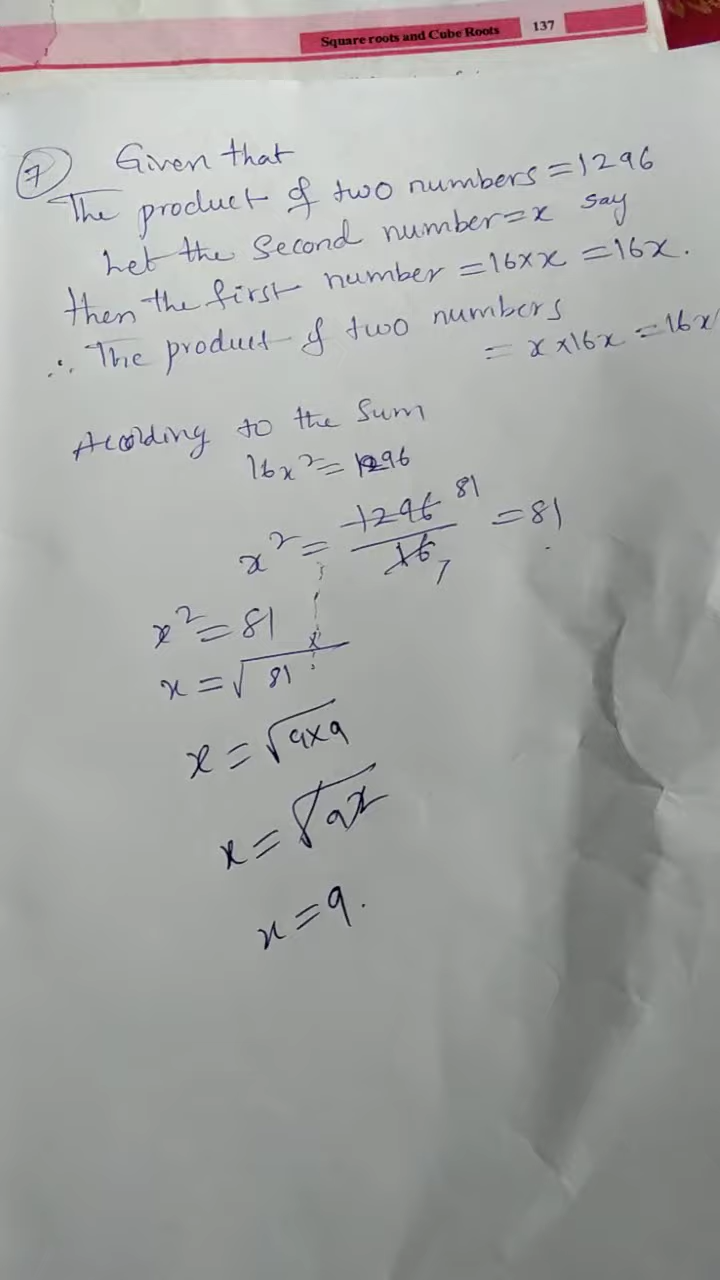 Square roots and Cube Roots 137
7 Given that
The product of two numbers = 1296
Let the second number = x say
then the first number = 16×x = 16x.
∴ The product of two numbers
= x×16x = 16x
According to the sum
16x² = 1296
x² = 1296/16 81 = 81
x² = 81
x = √81
x = √9×9
x = √9²
x = 9.